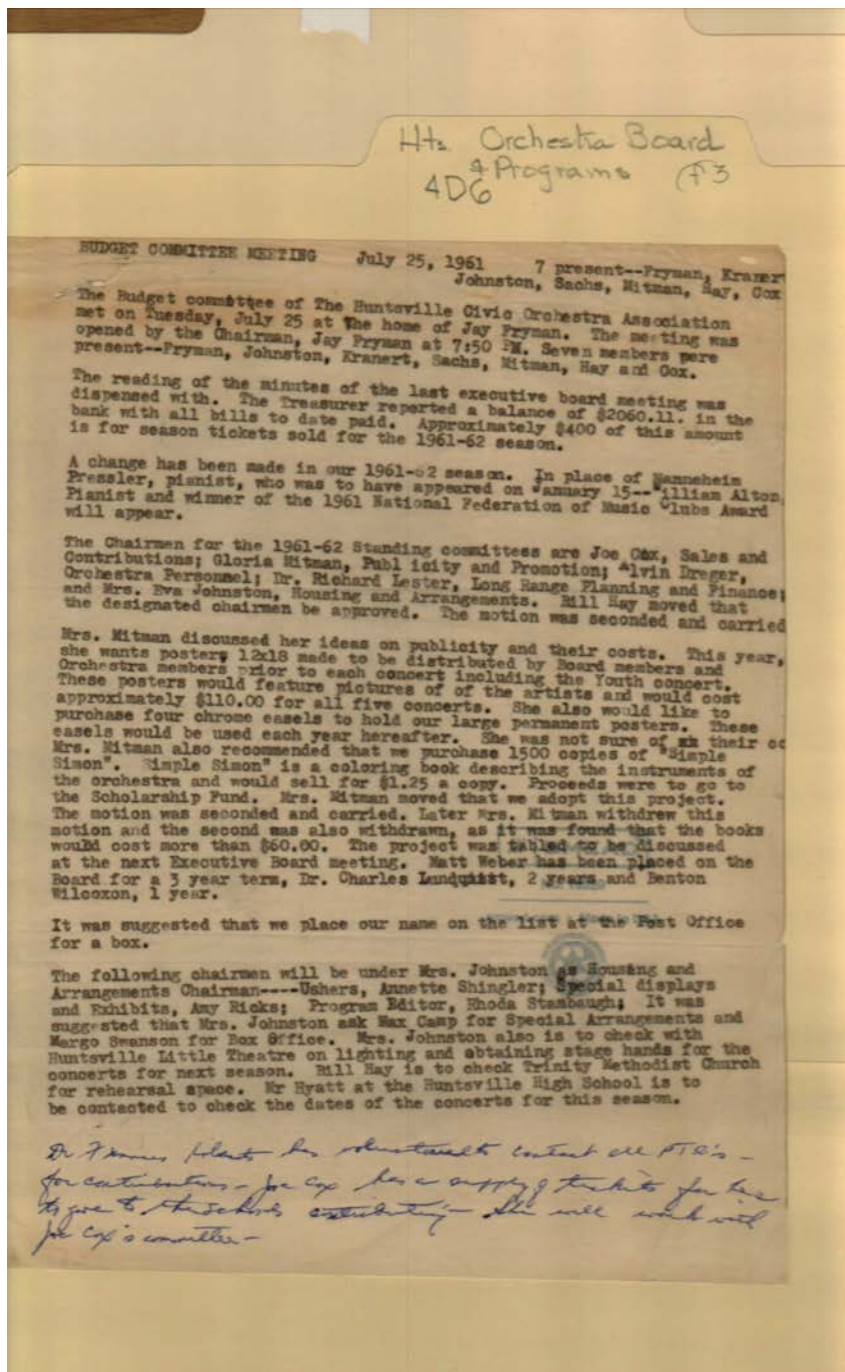 Hts. Orchestra Board
& Programs
4D6
F3
BUDGET COMMITTEE MEETING July 25, 1961 7 present--Fryman, Kranert
Johnston, Sachs, Mitman, Hay, Cox
The Budget committee of The Huntsville Civic Orchestra Association
met on Tuesday, July 25 at the home of Jay Fryman. The meeting was
opened by the Chairman, Jay Fryman at 7:50 PM. Seven members were
present--Fryman, Johnston, Kranert, Sachs, Mitman, Hay and Cox.
The reading of the minutes of the last executive board meeting was
dispensed with. The Treasurer reported a balance of $2060.11. in the
bank with all bills to date paid. Approximately $400 of this amount
is for season tickets sold for the 1961-62 season.
A change has been made in our 1961-62 season. In place of Manneheim
Pressler, pianist, who was to have appeared on January 15--William Alton,
Pianist and winner of the 1961 National Federation of Music Clubs Award
will appear.
The Chairmen for the 1961-62 Standing committees are Joe Cox, Sales and
Contributions; Gloria Mitman, Publ icity and Promotion; Alvin Dreger,
Orchestra Personnel; Dr. Richard Lester, Long Range Planning and Finance;
and Mrs. Eva Johnston, Housing and Arrangements. Bill Hay moved that
the designated chairmen be approved. The motion was seconded and carried
Mrs. Mitman discussed her ideas on publicity and their costs. This year,
she wants posters 12x18 made to be distributed by Board members and
Orchestra members prior to each concert including the Youth concert.
These posters would feature pictures of of the artists and would cost
approximately $110.00 for all five concerts. She also would like to
purchase four chrome easels to hold our large permanent posters. These
easels would be used each year hereafter. She was not sure of their co
Mrs. Mitman also recommended that we purchase 1500 copies of "Simple
Simon". Simple Simon" is a coloring book describing the instruments of
the orchestra and would sell for $1.25 a copy. Proceeds were to go to
the Scholarship Fund. Mrs. Mitman moved that we adopt this project.
The motion was seconded and carried. Later Mrs. Mitman withdrew this
motion and the second was also withdrawn, as it was found that the books
would cost more than $60.00. The project was tabled to be discussed
at the next Executive Board meeting. Matt Weber has been placed on the
Board for a 3 year term, Dr. Charles Lundquist, 2 years and Benton
Wilcoxon, 1 year.
It was suggested that we place our name on the list at the Post Office
for a box.
The following chairmen will be under Mrs. Johnston as Housing and
Arrangements Chairman----Ushers, Annette Shingler; Special displays
and Exhibits, Amy Ricks; Program Editor, Rhoda Stambaugh; It was
suggested that Mrs. Johnston ask Max Camp for Special Arrangements and
Margo Swanson for Box Office. Mrs. Johnston also is to check with
Huntsville Little Theatre on lighting and obtaining stage hands for the
concerts for next season. Bill Hay is to check Trinity Methodist Church
for rehearsal space. Mr Hyatt at the Huntsville High School is to
be contacted to check the dates of the concerts for this season.
Dr Frances Roberts has volunteered to contact all PTA's -
for contributions - Joe Cox has a supply of tickets for her
to give to the schools contributing - She will work with
Joe Cox's committee -